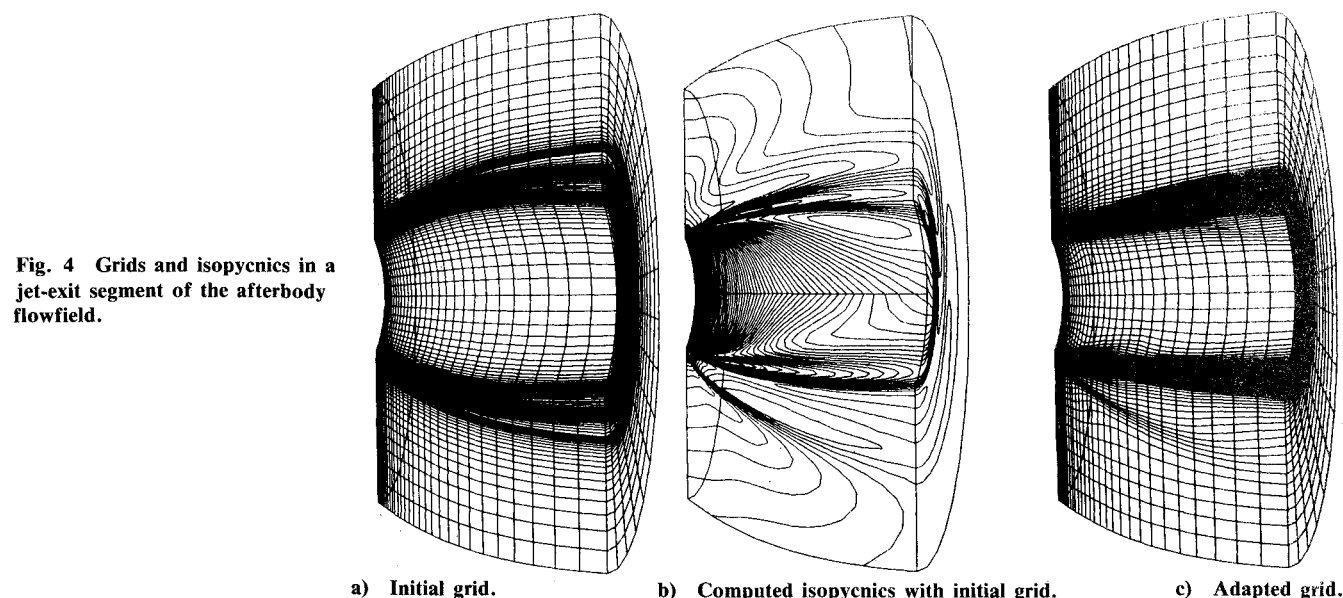 Fig. 4 Grids and isopycnics in a
jet-exit segment of the afterbody
flowfield.
a) Initial grid.
b) Computed isopycnics with initial grid.
c) Adapted grid.